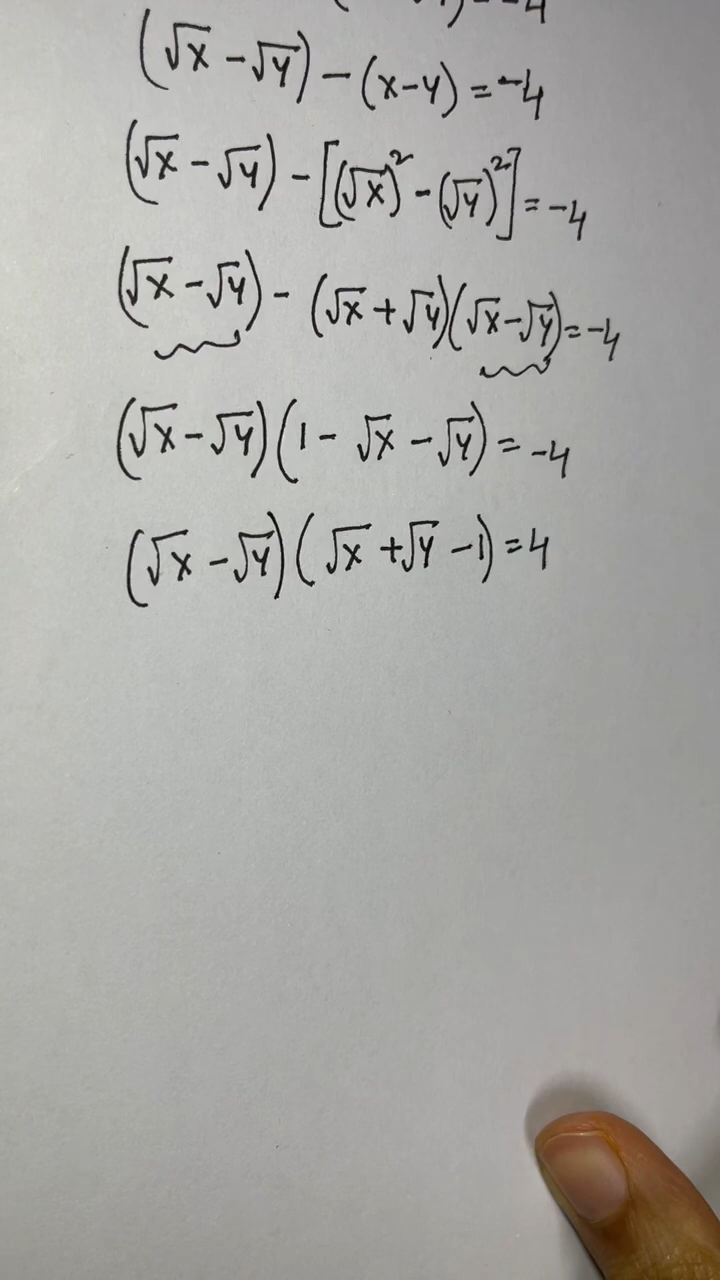 (√x − √y) − (x−y) = −4
(√x − √y) − [(√x)² − (√y)²] = −4
(√x − √y) − (√x + √y)(√x − √y) = −4
(√x − √y)(1 − √x − √y) = −4
(√x − √y)(√x + √y − 1) = 4